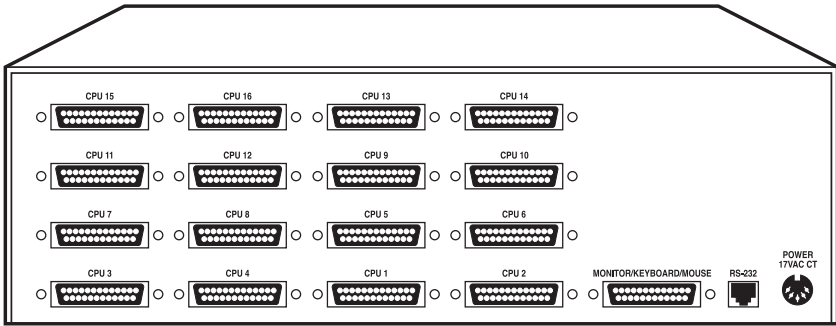 CPU 15 CPU 16 CPU 13 CPU 14
CPU 11 CPU 12 CPU 9 CPU 10
CPU 7 CPU 8 CPU 5 CPU 6
POWER
17VAC CT
CPU 3 CPU 4 CPU 1 CPU 2 MONITOR/KEYBOARD/MOUSE RS-232